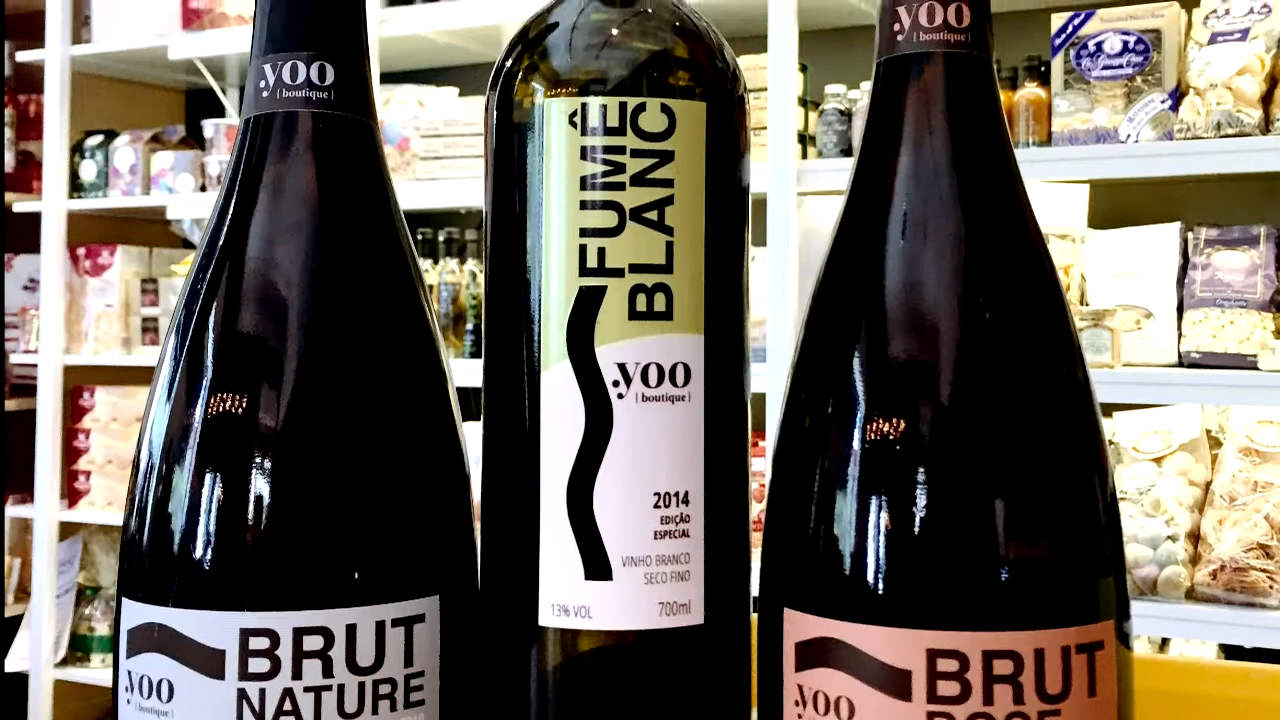 .yoo
{ boutique }
BRUT
NATURE
.yoo
{ boutique }
FUMÊ
BLANC
.yoo
{ boutique }
2014
EDIÇÃO
ESPECIAL
VINHO BRANCO
SECO FINO
13% VOL
700ml
.yoo
{ boutique }
BRUT
.yoo